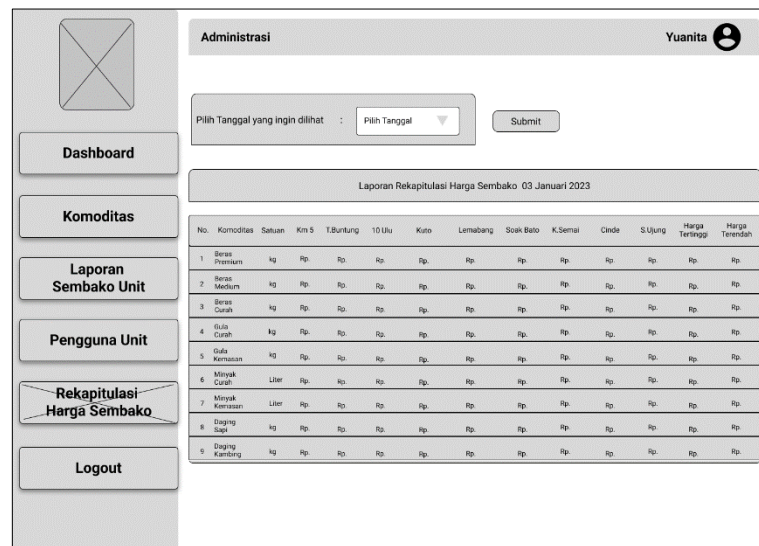 Administrasi Yuanita
Pilih Tanggal yang ingin dilihat : Pilih Tanggal Submit
Dashboard
Komoditas
Laporan
Sembako Unit
Pengguna Unit
Rekapitulasi
Harga Sembako
Logout
Laporan Rekapitulasi Harga Sembako 03 Januari 2023
No. Komoditas Satuan Km 5 T.Buntung 10 Ulu Kuto Lemabang Soak Bato K.Semai Cinde S.Ujung Harga Tertinggi Harga Terendah
1 Beras Premium kg Rp. Rp. Rp. Rp. Rp. Rp. Rp. Rp. Rp. Rp. Rp.
2 Beras Medium kg Rp. Rp. Rp. Rp. Rp. Rp. Rp. Rp. Rp. Rp. Rp.
3 Beras Curah kg Rp. Rp. Rp. Rp. Rp. Rp. Rp. Rp. Rp. Rp. Rp.
4 Gula Curah kg Rp. Rp. Rp. Rp. Rp. Rp. Rp. Rp. Rp. Rp. Rp.
5 Gula Kemasan kg Rp. Rp. Rp. Rp. Rp. Rp. Rp. Rp. Rp. Rp. Rp.
6 Minyak Curah Liter Rp. Rp. Rp. Rp. Rp. Rp. Rp. Rp. Rp. Rp. Rp.
7 Minyak Kemasan Liter Rp. Rp. Rp. Rp. Rp. Rp. Rp. Rp. Rp. Rp. Rp.
8 Daging Sapi kg Rp. Rp. Rp. Rp. Rp. Rp. Rp. Rp. Rp. Rp. Rp.
9 Daging Kambing kg Rp. Rp. Rp. Rp. Rp. Rp. Rp. Rp. Rp. Rp. Rp.